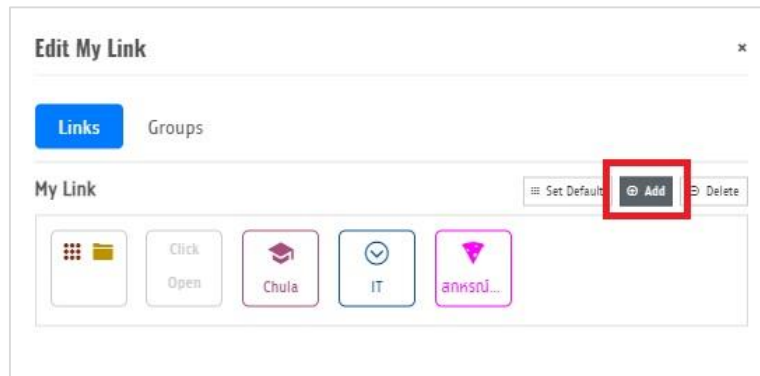 Edit My Link
×
Links Groups
My Link
Set Default Add Delete
Click
Open
Chula IT สหกรณ์...